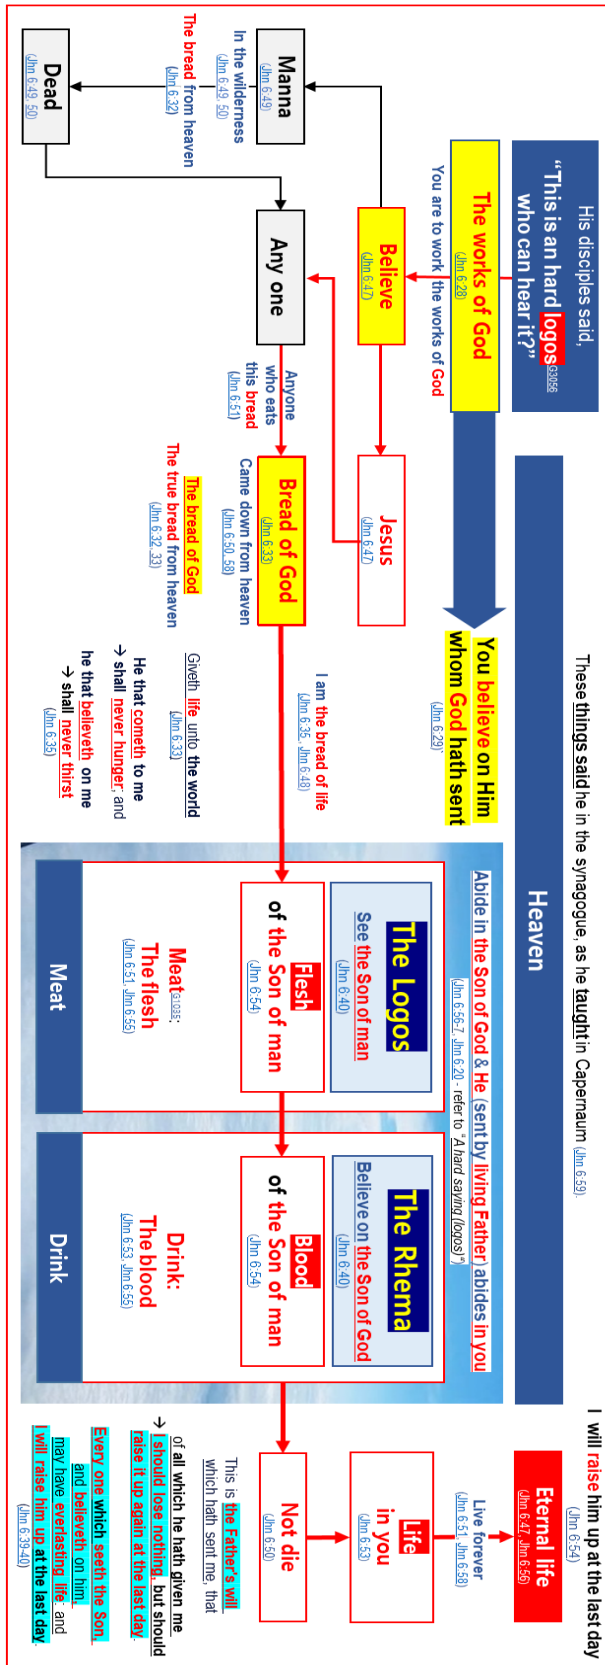 These things said he in the synagogue, as he taught in Capernaum (Jhn 6:59).
I will raise him up at the last day
(Jhn 6:54)
His disciples said,
“This is an hard logosG3056
who can hear it?”
Heaven
Eternal life
(Jhn 6:47, Jhn 6:56)
The works of God
(Jhn 6:28)
You are to work the works of God
You believe on Him
whom God hath sent
(Jhn 6:29)
Abide in the Son of God & He (sent by living Father) abides in you
(Jhn 6:56-7, Jhn 6:20 - refer to “A hard saying (logos)”)
Live forever
(Jhn 6:51, Jhn 6:58)
Believe
(Jhn 6:47)
Jesus
(Jhn 6:47)
The Logos
(Jhn 6:40)
See the Son of man
The Rhema
(Jhn 6:40)
Believe on the Son of God
Life
in you
(Jhn 6:53)
Manna
(Jhn 6:49)
In the wilderness
(Jhn 6:49, 50)
The bread from heaven
(Jhn 6:32)
Any one
Anyone
who eats
this bread
(Jhn 6:51)
Bread of God
(Jhn 6:33)
Came down from heaven
(Jhn 6:50, 58)
The bread of God
The true bread from heaven
(Jhn 6:32, 33)
I am the bread of life
(Jhn 6:35, Jhn 6:48)
Giveth life unto the world
(Jhn 6:33)
He that cometh to me
→ shall never hunger; and
he that believeth on me
→ shall never thirst
(Jhn 6:35)
Flesh
of the Son of man
(Jhn 6:54)
Blood
of the Son of man
(Jhn 6:54)
Not die
(Jhn 6:50)
Dead
(Jhn 6:49, 50)
MeatG1035:
The flesh
(Jhn 6:51, Jhn 6:55)
Meat
Drink:
The blood
(Jhn 6:53, Jhn 6:55)
Drink
This is the Father's will
which hath sent me, that
of all which he hath given me
→ I should lose nothing, but should
raise it up again at the last day.
Every one which seeth the Son,
and believeth on him,
may have everlasting life: and
I will raise him up at the last day.
(Jhn 6:39-40)